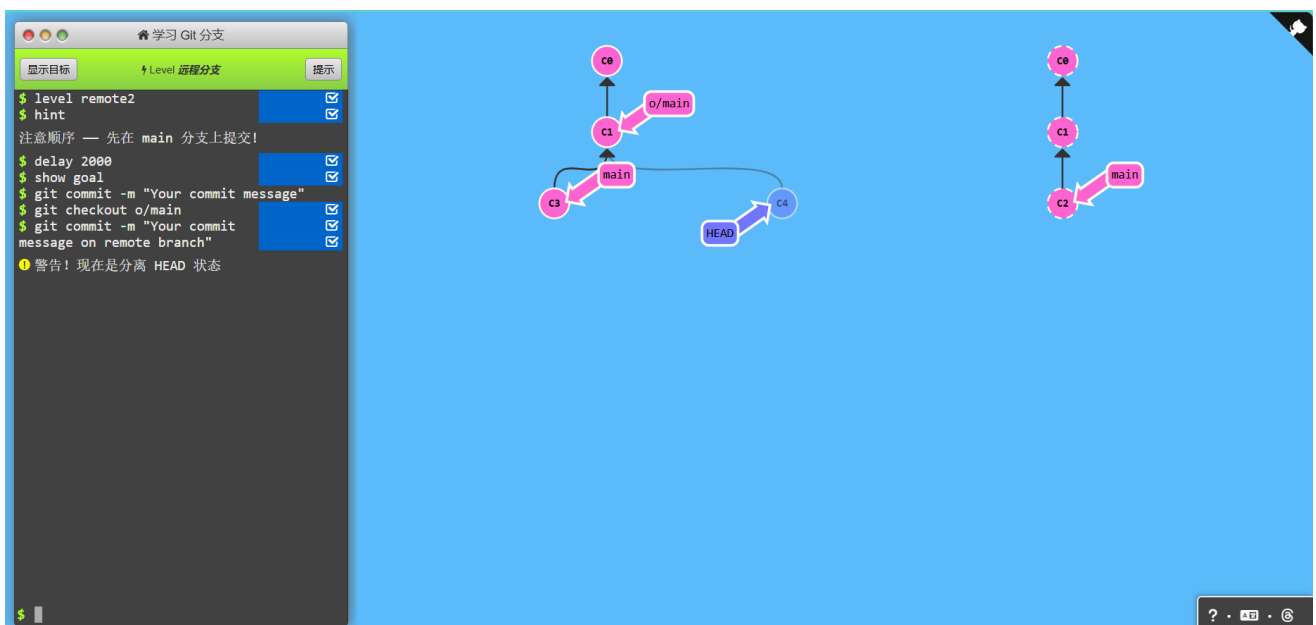 学习 Git 分支
显示目标
Level 远程分支
提示
$ level remote2
$ hint
注意顺序 —— 先在 main 分支上提交!
$ delay 2000
$ show goal
$ git commit -m "Your commit message"
$ git checkout o/main
$ git commit -m "Your commit
message on remote branch"
警告! 现在是分离 HEAD 状态
$
C0
o/main
C1
main
C3
C4
HEAD
C0
C1
main
C2
? · A ·